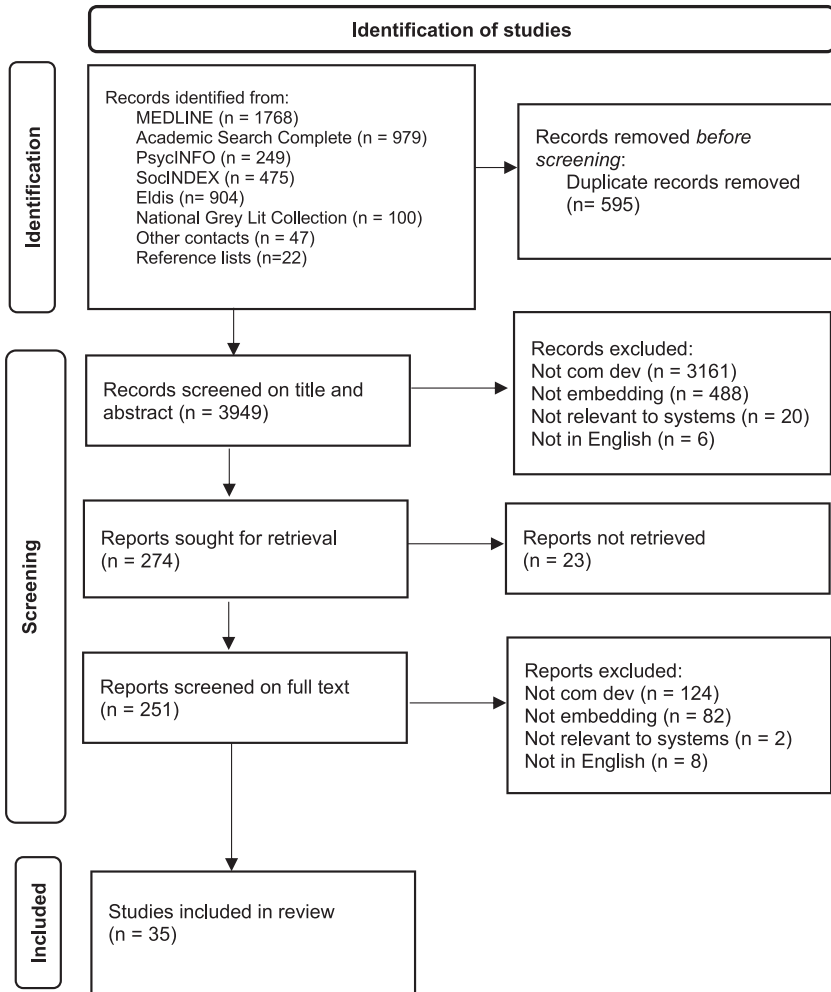 Identification of studies
Identification
Records identified from:
MEDLINE (n = 1768)
Academic Search Complete (n = 979)
PsycINFO (n = 249)
SocINDEX (n = 475)
Eldis (n= 904)
National Grey Lit Collection (n = 100)
Other contacts (n = 47)
Reference lists (n=22)
Records removed before
screening:
Duplicate records removed
(n= 595)
Screening
Records screened on title and
abstract (n = 3949)
Records excluded:
Not com dev (n = 3161)
Not embedding (n = 488)
Not relevant to systems (n = 20)
Not in English (n = 6)
Reports sought for retrieval
(n = 274)
Reports not retrieved
(n = 23)
Reports screened on full text
(n = 251)
Reports excluded:
Not com dev (n = 124)
Not embedding (n = 82)
Not relevant to systems (n = 2)
Not in English (n = 8)
Included
Studies included in review
(n = 35)